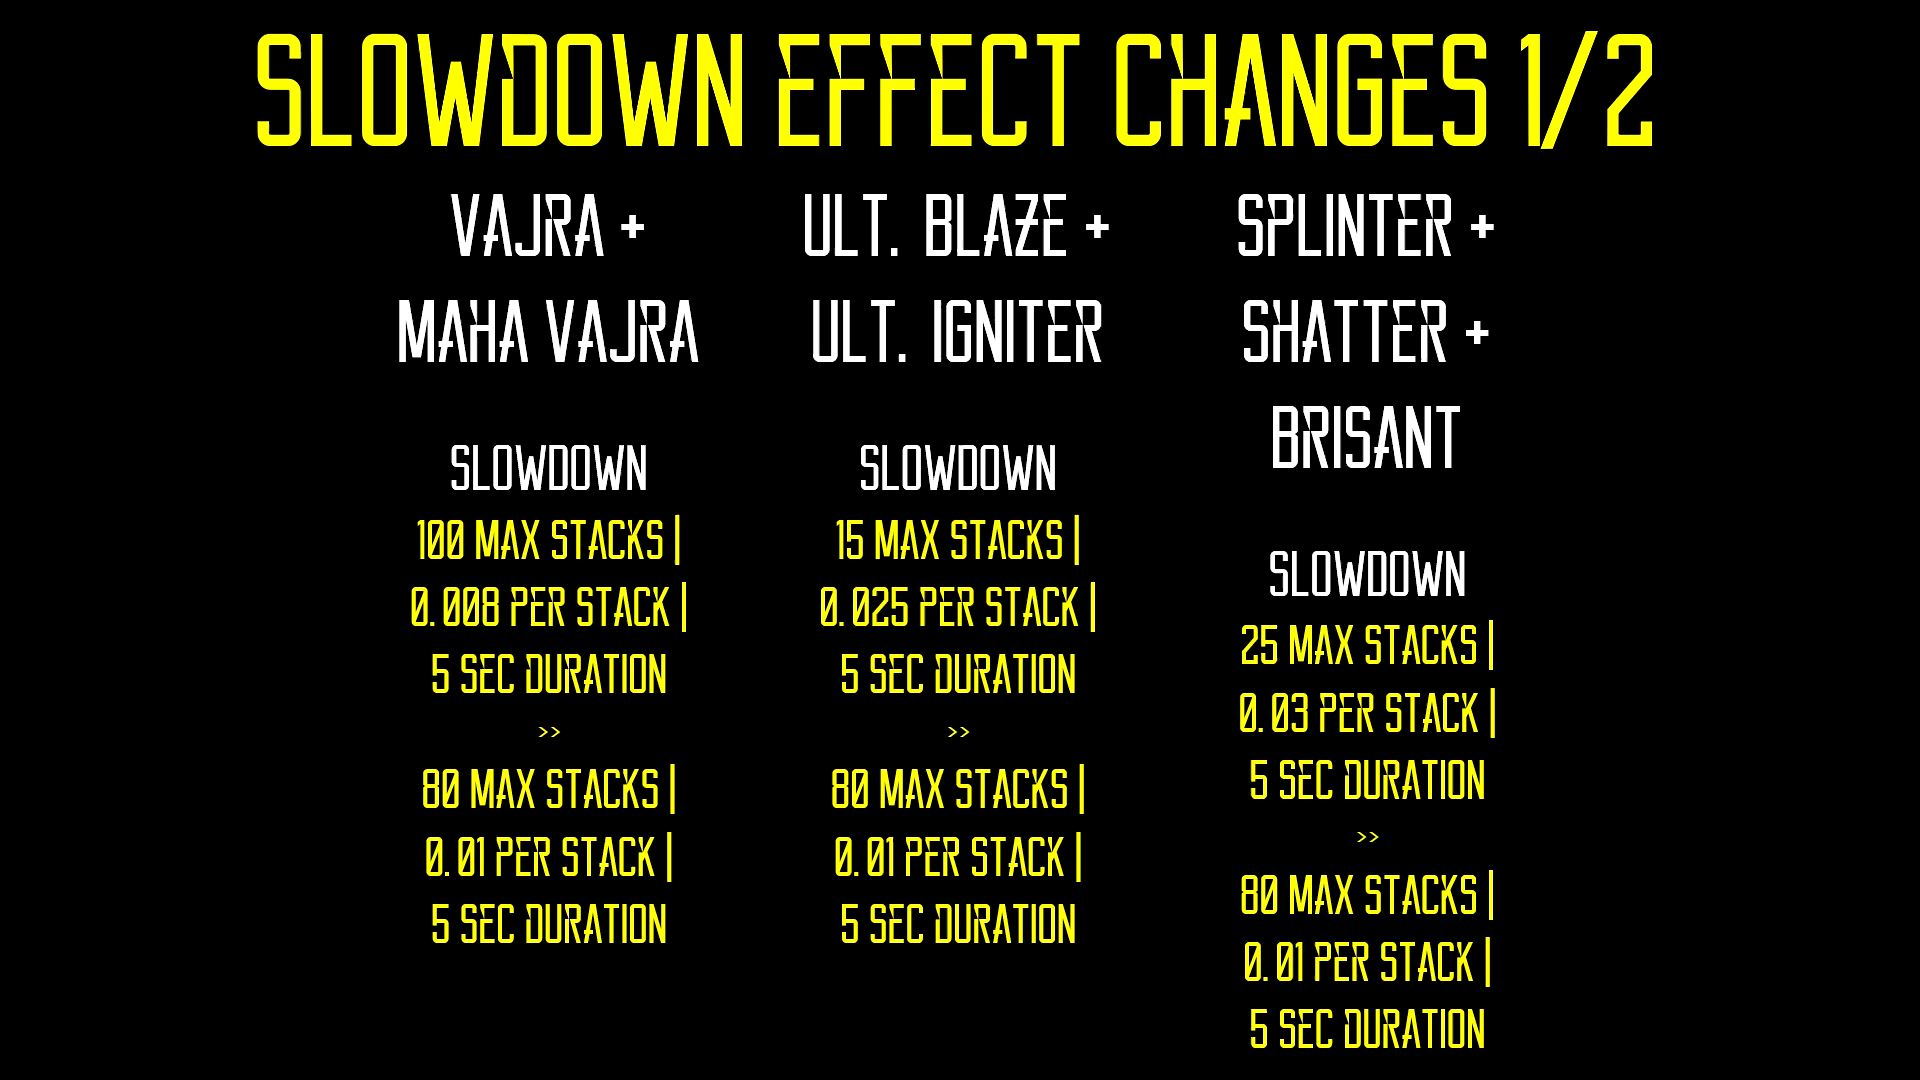 SLOWDOWN EFFECT CHANGES 1/2
VAJRA +
MAHA VAJRA
SLOWDOWN
100 MAX STACKS |
0.008 PER STACK |
5 SEC DURATION
>>
80 MAX STACKS |
0.01 PER STACK |
5 SEC DURATION
ULT. BLAZE +
ULT. IGNITER
SLOWDOWN
15 MAX STACKS |
0.025 PER STACK |
5 SEC DURATION
>>
80 MAX STACKS |
0.01 PER STACK |
5 SEC DURATION
SPLINTER +
SHATTER +
BRISANT
SLOWDOWN
25 MAX STACKS |
0.03 PER STACK |
5 SEC DURATION
>>
80 MAX STACKS |
0.01 PER STACK |
5 SEC DURATION